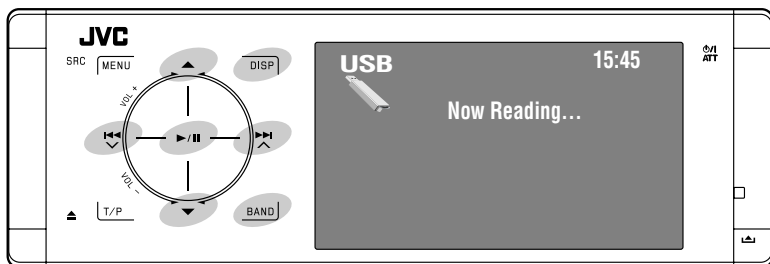 JVC
SRC
MENU
DISP
VOL +
VOL –
T/P
BAND
USB
15:45
Now Reading...
⏻/I
ATT